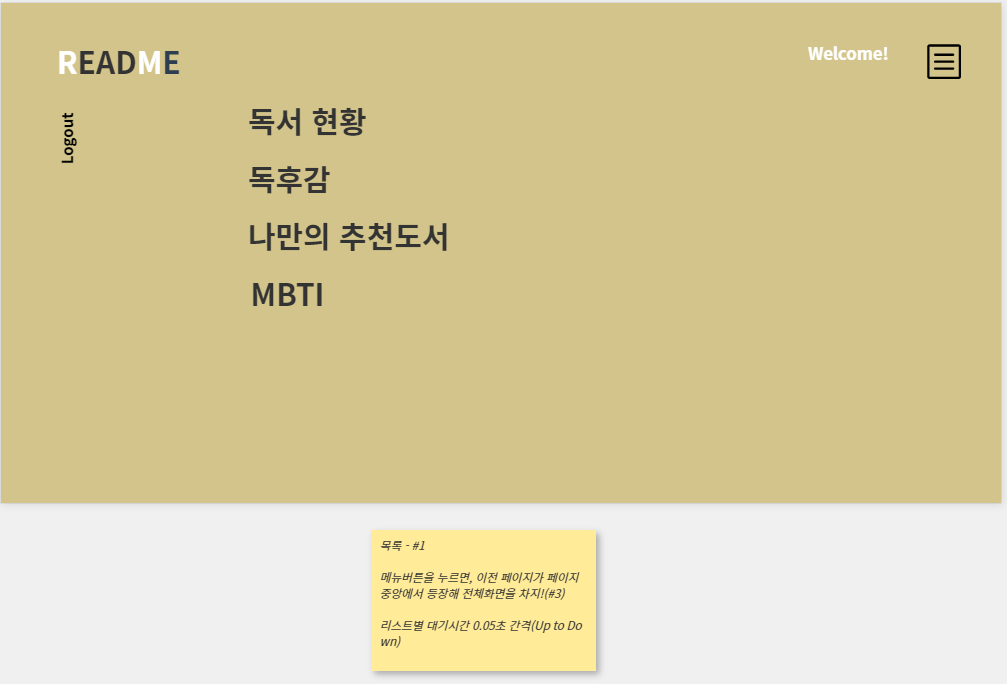 README
Welcome!
Logout
독서 현황
독후감
나만의 추천도서
MBTI
목록 - #1
메뉴버튼을 누르면, 이전 페이지가 페이지
중앙에서 등장해 전체화면을 차지!(#3)
리스트별 대기시간 0.05초 간격(Up to Do
wn)